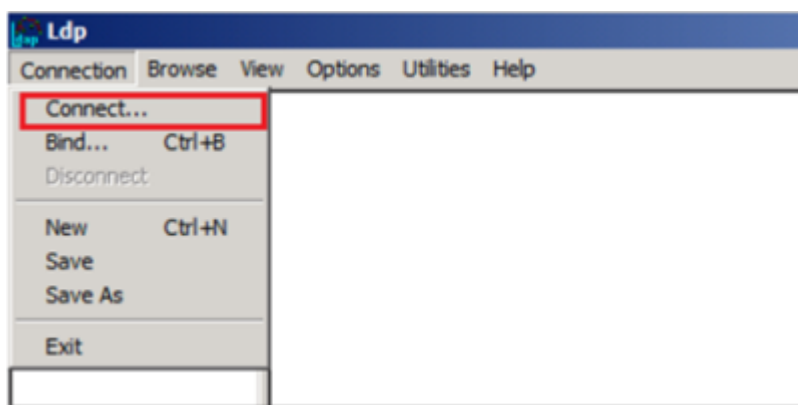 Ldp
Connection Browse View Options Utilities Help
Connect...
Bind... Ctrl+B
Disconnect
New Ctrl+N
Save
Save As
Exit